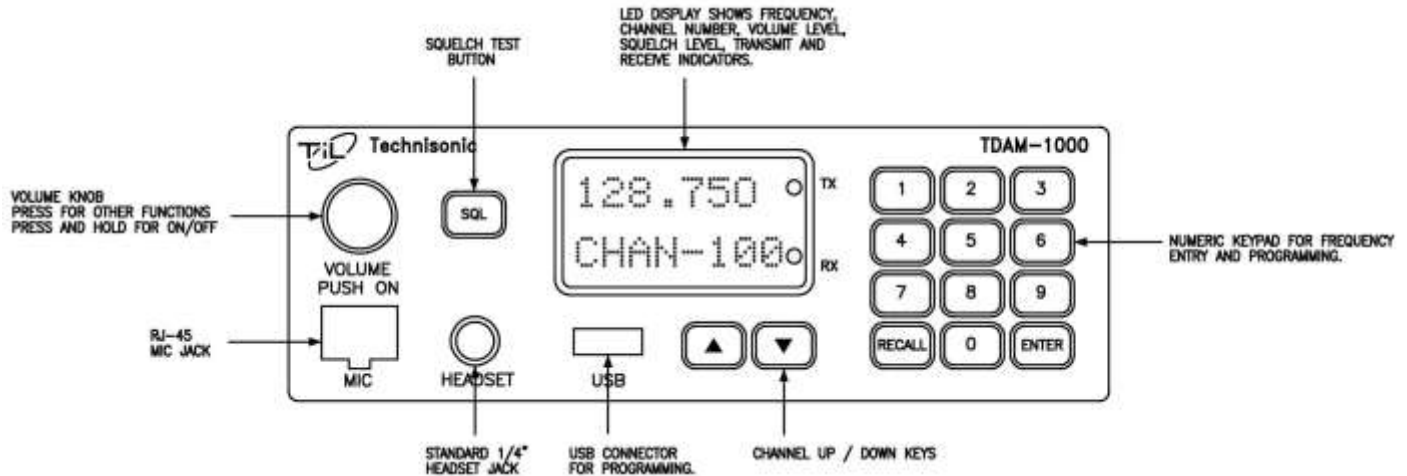 LED DISPLAY SHOWS FREQUENCY,
CHANNEL NUMBER, VOLUME LEVEL,
SQUELCH LEVEL, TRANSMIT AND
RECEIVE INDICATORS.
SQUELCH TEST
BUTTON
TiL Technisonic
TDAM-1000
VOLUME KNOB
PRESS FOR OTHER FUNCTIONS
PRESS AND HOLD FOR ON/OFF
SQL
128.750
TX
CHAN-100
RX
1 2 3
4 5 6
7 8 9
RECALL 0 ENTER
NUMERIC KEYPAD FOR FREQUENCY
ENTRY AND PROGRAMMING.
VOLUME
PUSH ON
RJ-45
MIC JACK
MIC
HEADSET
USB
STANDARD 1/4"
HEADSET JACK
USB CONNECTOR
FOR PROGRAMMING.
CHANNEL UP / DOWN KEYS